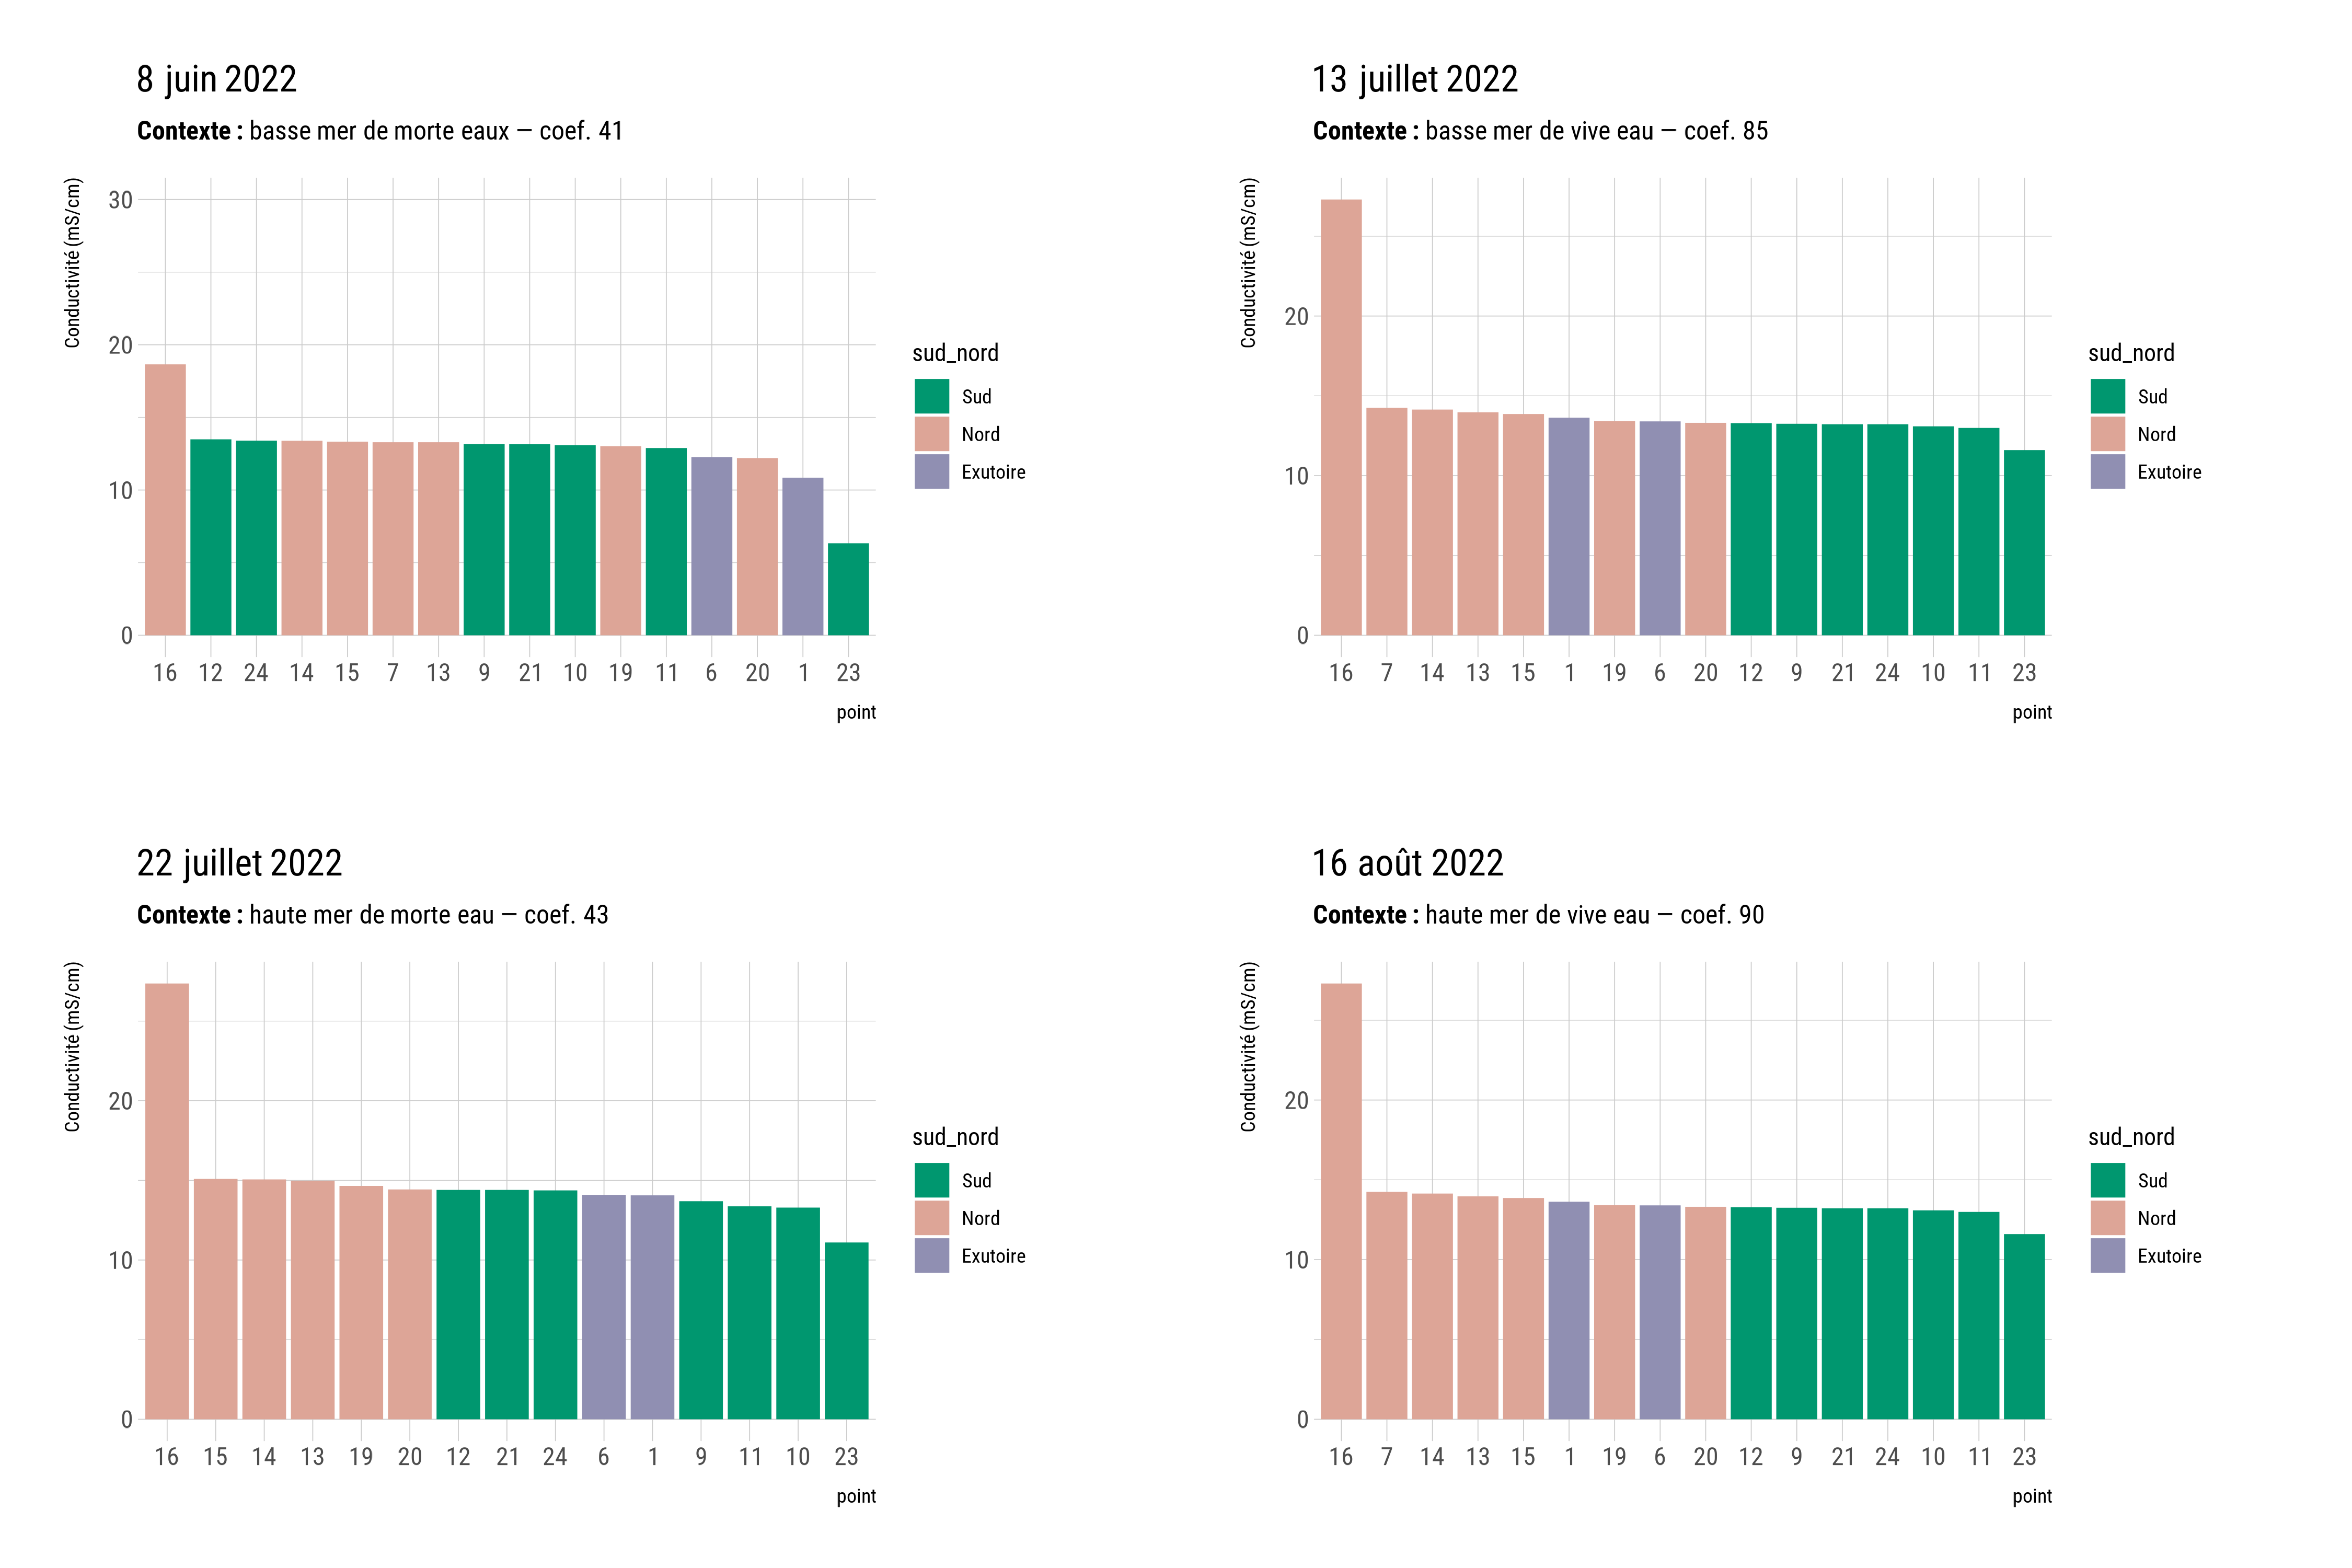 8 juin 2022
Contexte : basse mer de morte eaux – coef. 41
Conductivité (mS/cm)
30
20
10
0
16 12 24 14 15 7 13 9 21 10 19 11 6 20 1 23
point
sud_nord
Sud
Nord
Exutoire
13 juillet 2022
Contexte : basse mer de vive eau – coef. 85
Conductivité (mS/cm)
20
10
0
16 7 14 13 15 1 19 6 20 12 9 21 24 10 11 23
point
sud_nord
Sud
Nord
Exutoire
22 juillet 2022
Contexte : haute mer de morte eau – coef. 43
Conductivité (mS/cm)
20
10
0
16 15 14 13 19 20 12 21 24 6 1 9 11 10 23
point
sud_nord
Sud
Nord
Exutoire
16 août 2022
Contexte : haute mer de vive eau – coef. 90
Conductivité (mS/cm)
20
10
0
16 7 14 13 15 1 19 6 20 12 9 21 24 10 11 23
point
sud_nord
Sud
Nord
Exutoire